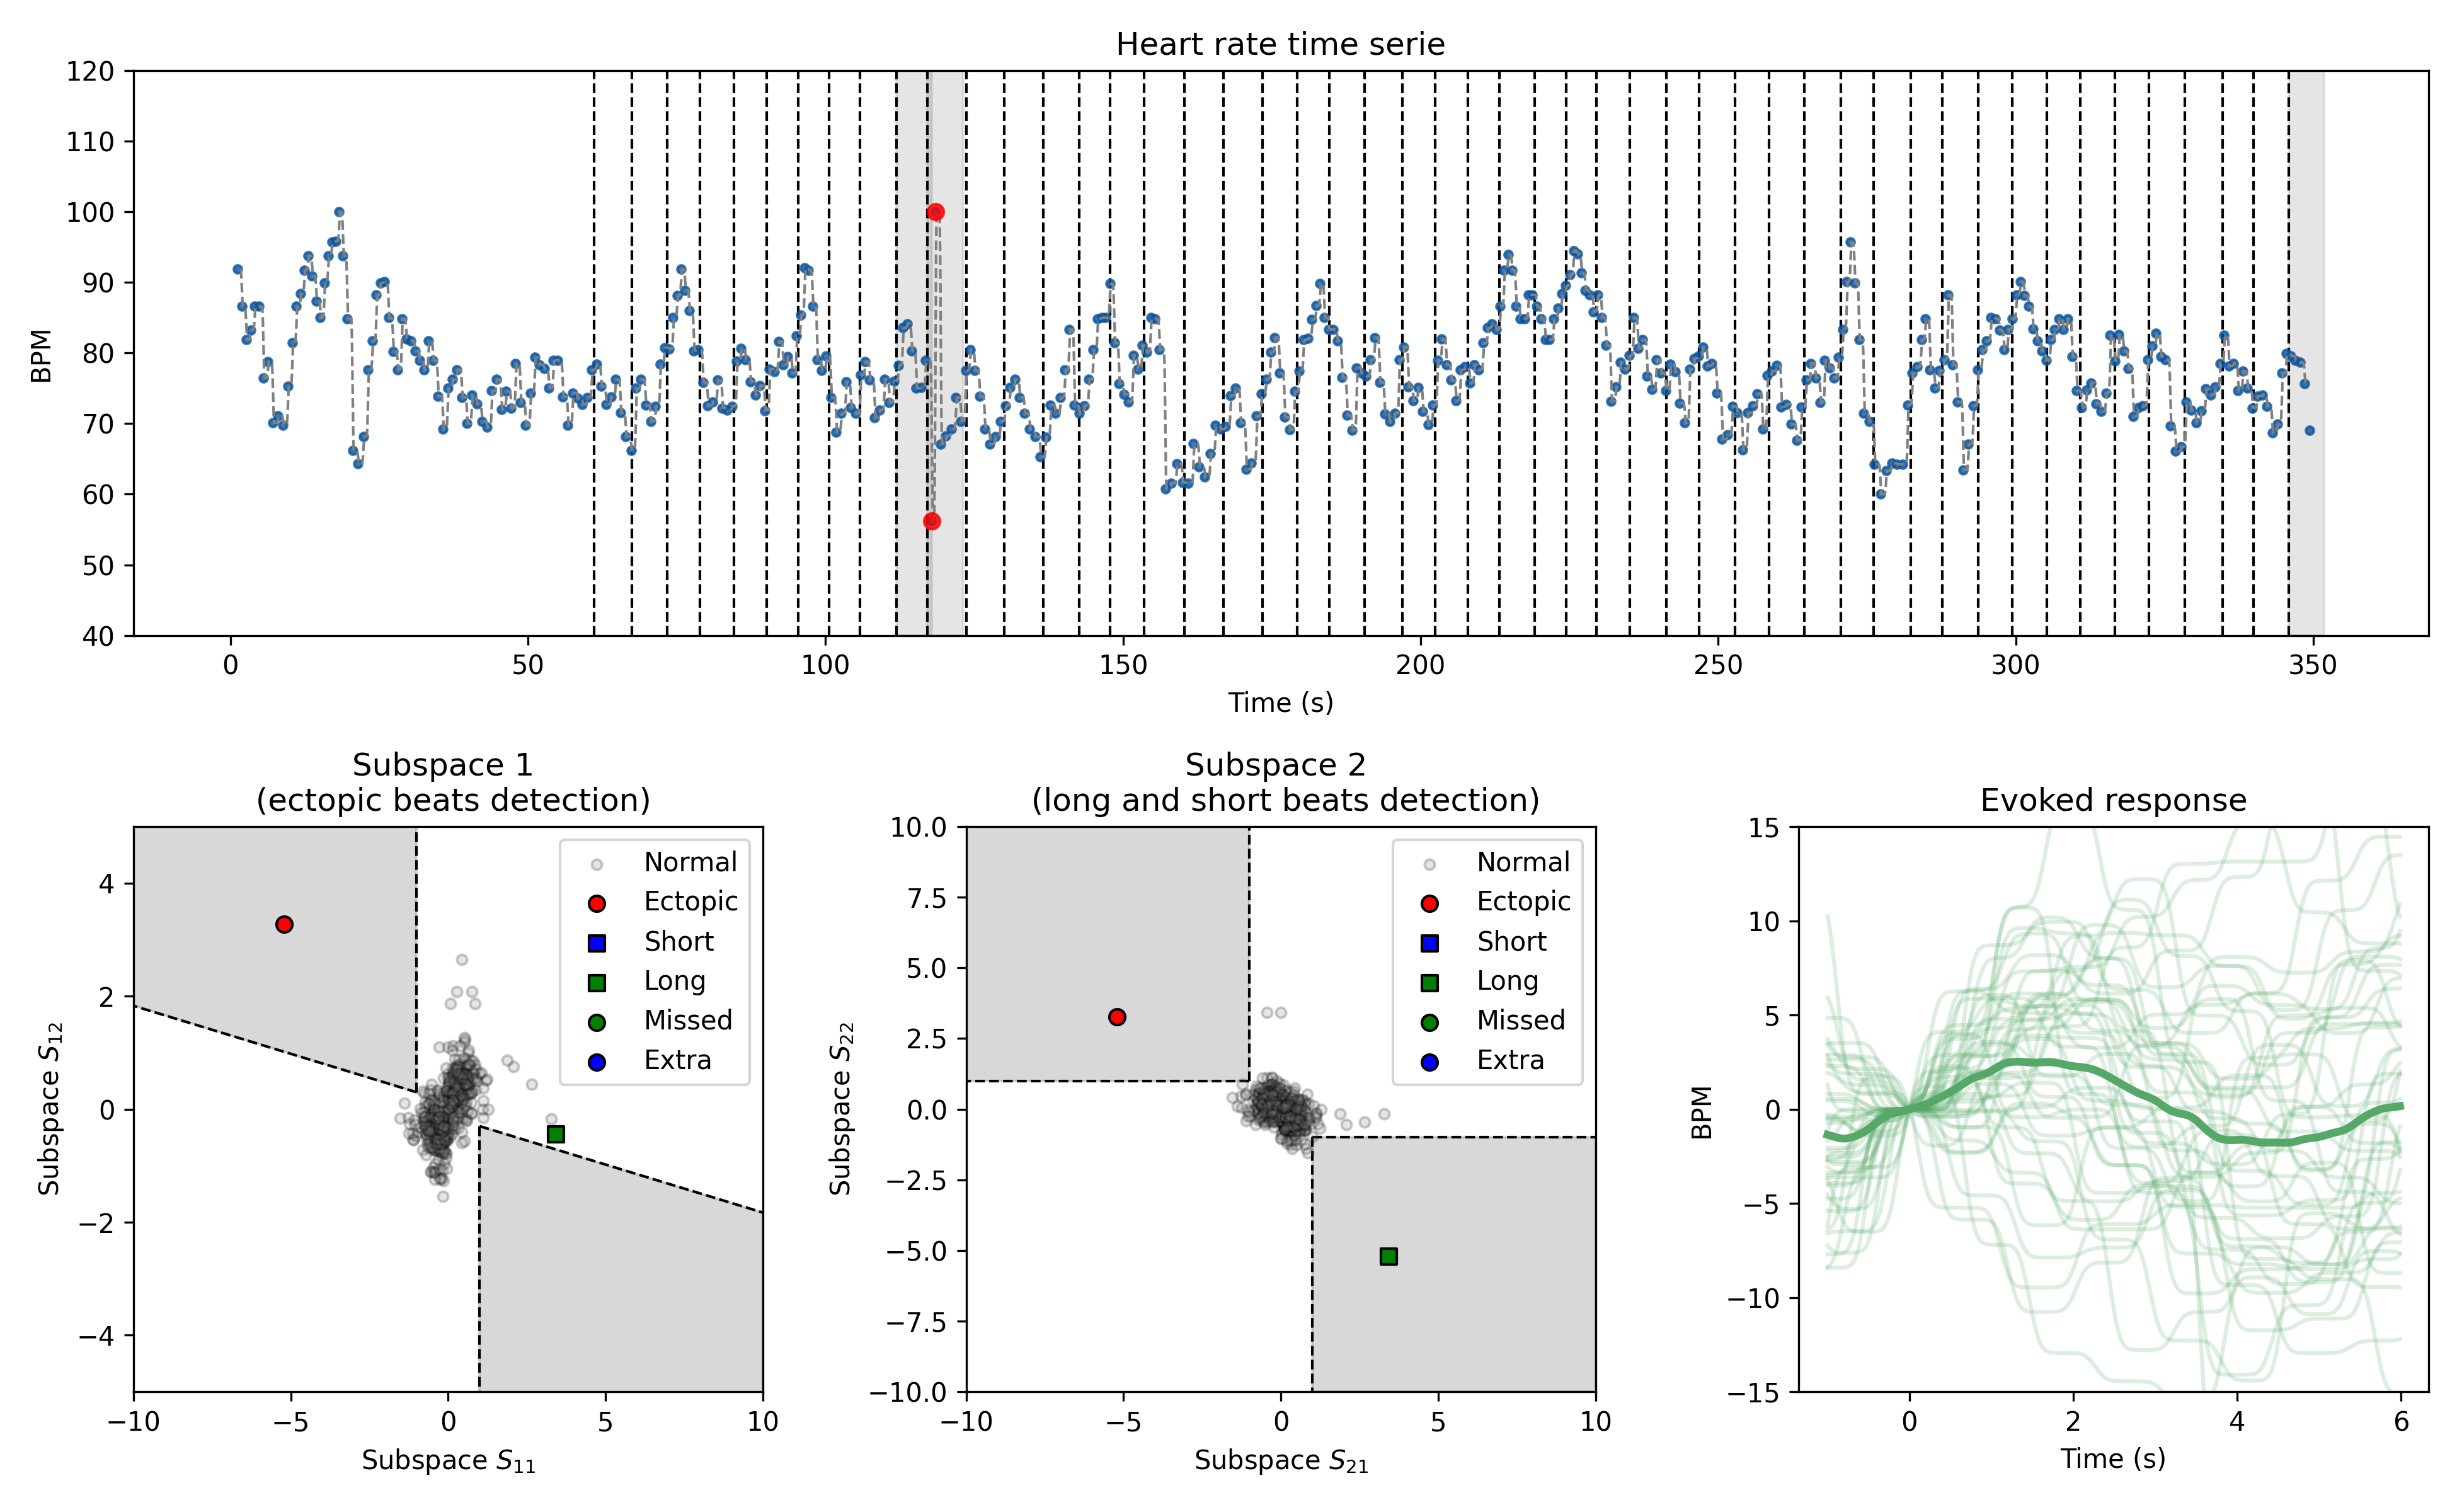 Heart rate time serie
120
110
100
90
80
70
60
50
40
BPM
0 50 100 150 200 250 300 350
Time (s)
Subspace 1
(ectopic beats detection)
4
2
0
−2
−4
Subspace S12
−10 −5 0 5 10
Subspace S11
Normal
Ectopic
Short
Long
Missed
Extra
Subspace 2
(long and short beats detection)
10.0
7.5
5.0
2.5
0.0
−2.5
−5.0
−7.5
−10.0
Subspace S22
−10 −5 0 5 10
Subspace S21
Normal
Ectopic
Short
Long
Missed
Extra
Evoked response
15
10
5
0
−5
−10
−15
BPM
0 2 4 6
Time (s)